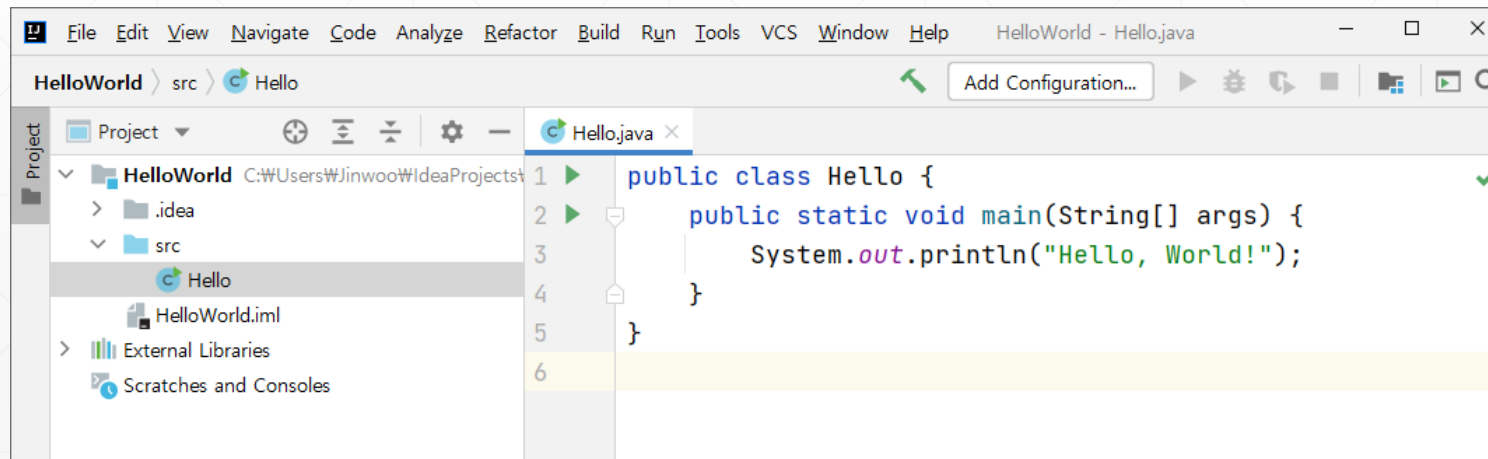 File Edit View Navigate Code Analyze Refactor Build Run Tools VCS Window Help HelloWorld - Hello.java
HelloWorld src Hello
Add Configuration...
Project
Project
Hello.java
HelloWorld C:₩Users₩Jinwoo₩IdeaProjects₩
.idea
src
Hello
HelloWorld.iml
External Libraries
Scratches and Consoles
1 public class Hello {
2 public static void main(String[] args) {
3 System.out.println("Hello, World!");
4 }
5 }
6